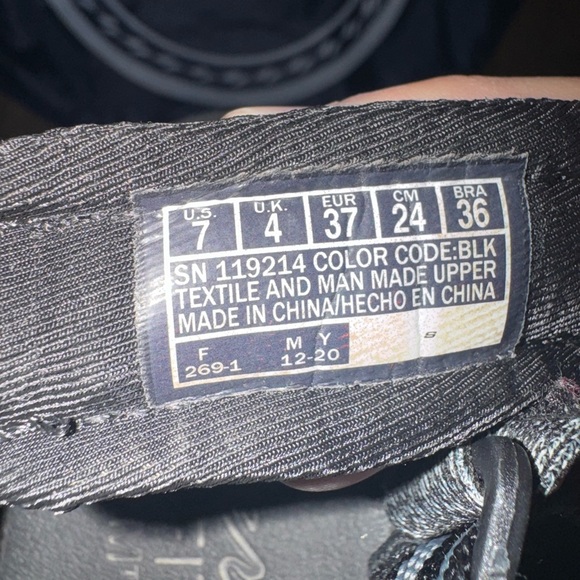 U.S. U.K. EUR CM BRA
7 4 37 24 36
SN 119214 COLOR CODE:BLK
TEXTILE AND MAN MADE UPPER
MADE IN CHINA/HECHO EN CHINA
F M Y
269-1 12-20
S